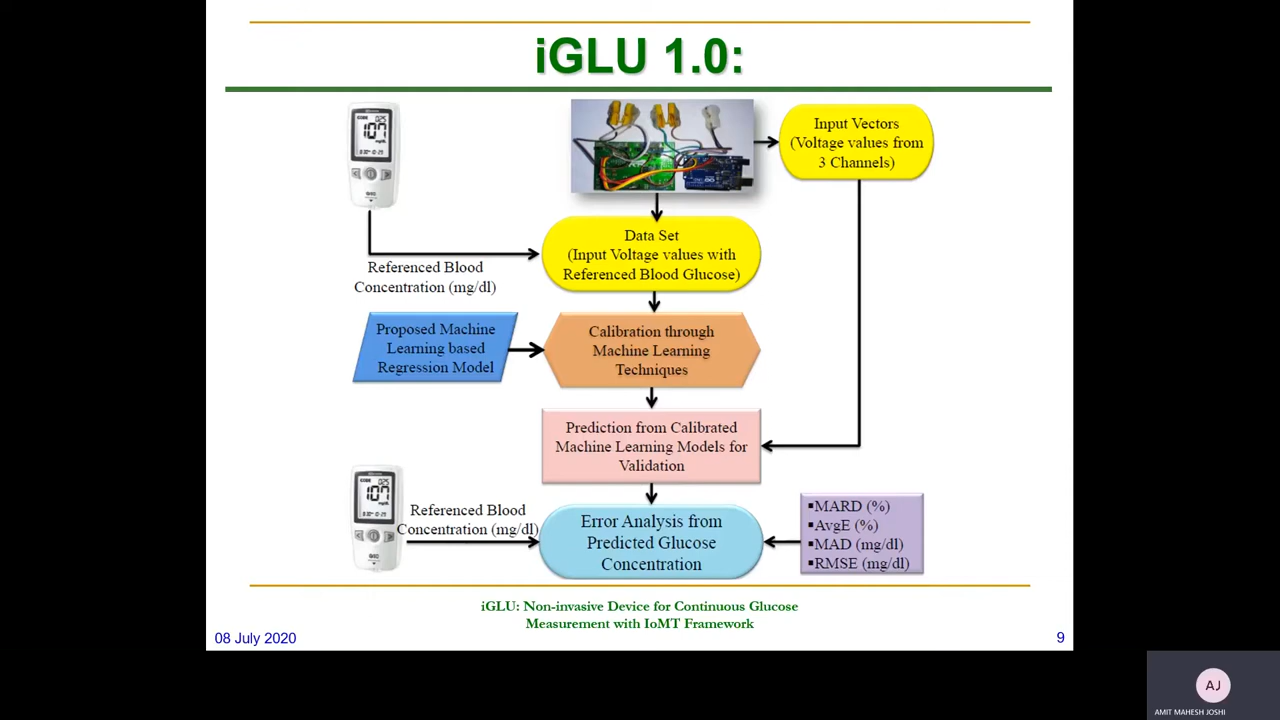 iGLU 1.0:
Input Vectors
(Voltage values from
3 Channels)
Data Set
(Input Voltage values with
Referenced Blood Glucose)
Referenced Blood
Concentration (mg/dl)
Proposed Machine
Learning based
Regression Model
Calibration through
Machine Learning
Techniques
Prediction from Calibrated
Machine Learning Models for
Validation
Referenced Blood
Concentration (mg/dl)
Error Analysis from
Predicted Glucose
Concentration
▪MARD (%)
▪AvgE (%)
▪MAD (mg/dl)
▪RMSE (mg/dl)
iGLU: Non-invasive Device for Continuous Glucose
Measurement with IoMT Framework
08 July 2020
9
AJ
AMIT MAHESH JOSHI